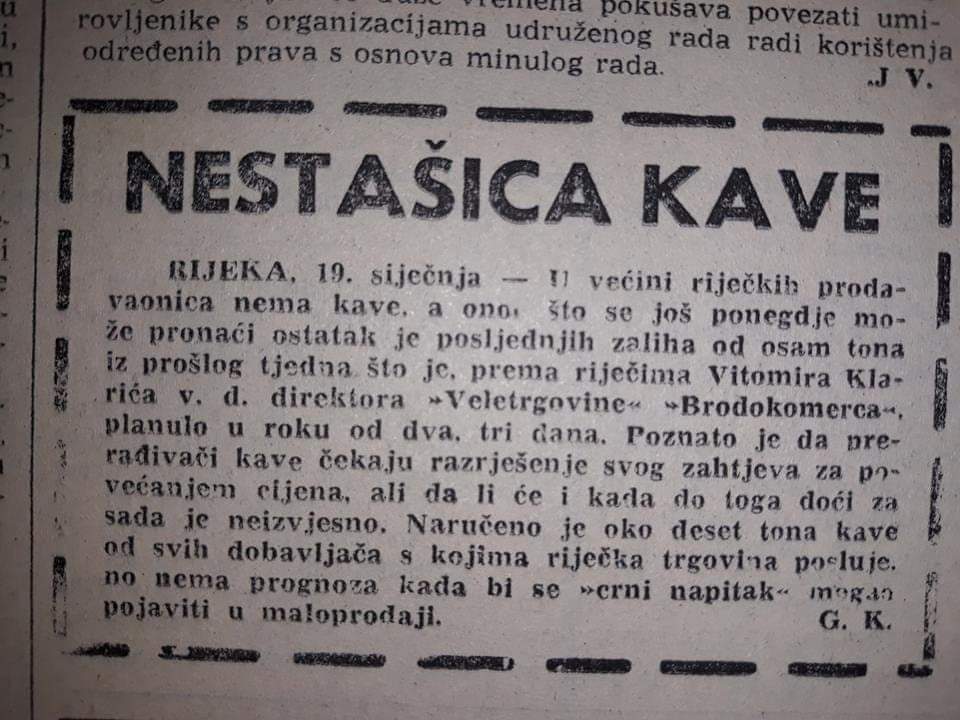 vremena pokušava povezati umi-
rovljenike s organizacijama udruženog rada radi korištenja
određenih prava s osnova minulog rada.
J V.
NESTAŠICA KAVE
RIJEKA, 19. siječnja — U većini riječkih proda-
vaonica nema kave, a ono, što se još ponegdje mo-
že pronaći ostatak je posljednjih zaliha od osam tona
iz prošlog tjedna što je, prema riječima Vitomira Kla-
rića v. d. direktora »Veletrgovine« »Brodokomerca«,
planulo u roku od dva, tri dana. Poznato je da pre-
rađivači kave čekaju razrješenje svog zahtjeva za po-
većanjem cijena, ali da li će i kada do toga doći za
sada je neizvjesno. Naručeno je oko deset tona kave
od svih dobavljača s kojima riječka trgovina posluje,
no nema prognoza kada bi se »crni napitak« mogao
pojaviti u maloprodaji.
G. K.